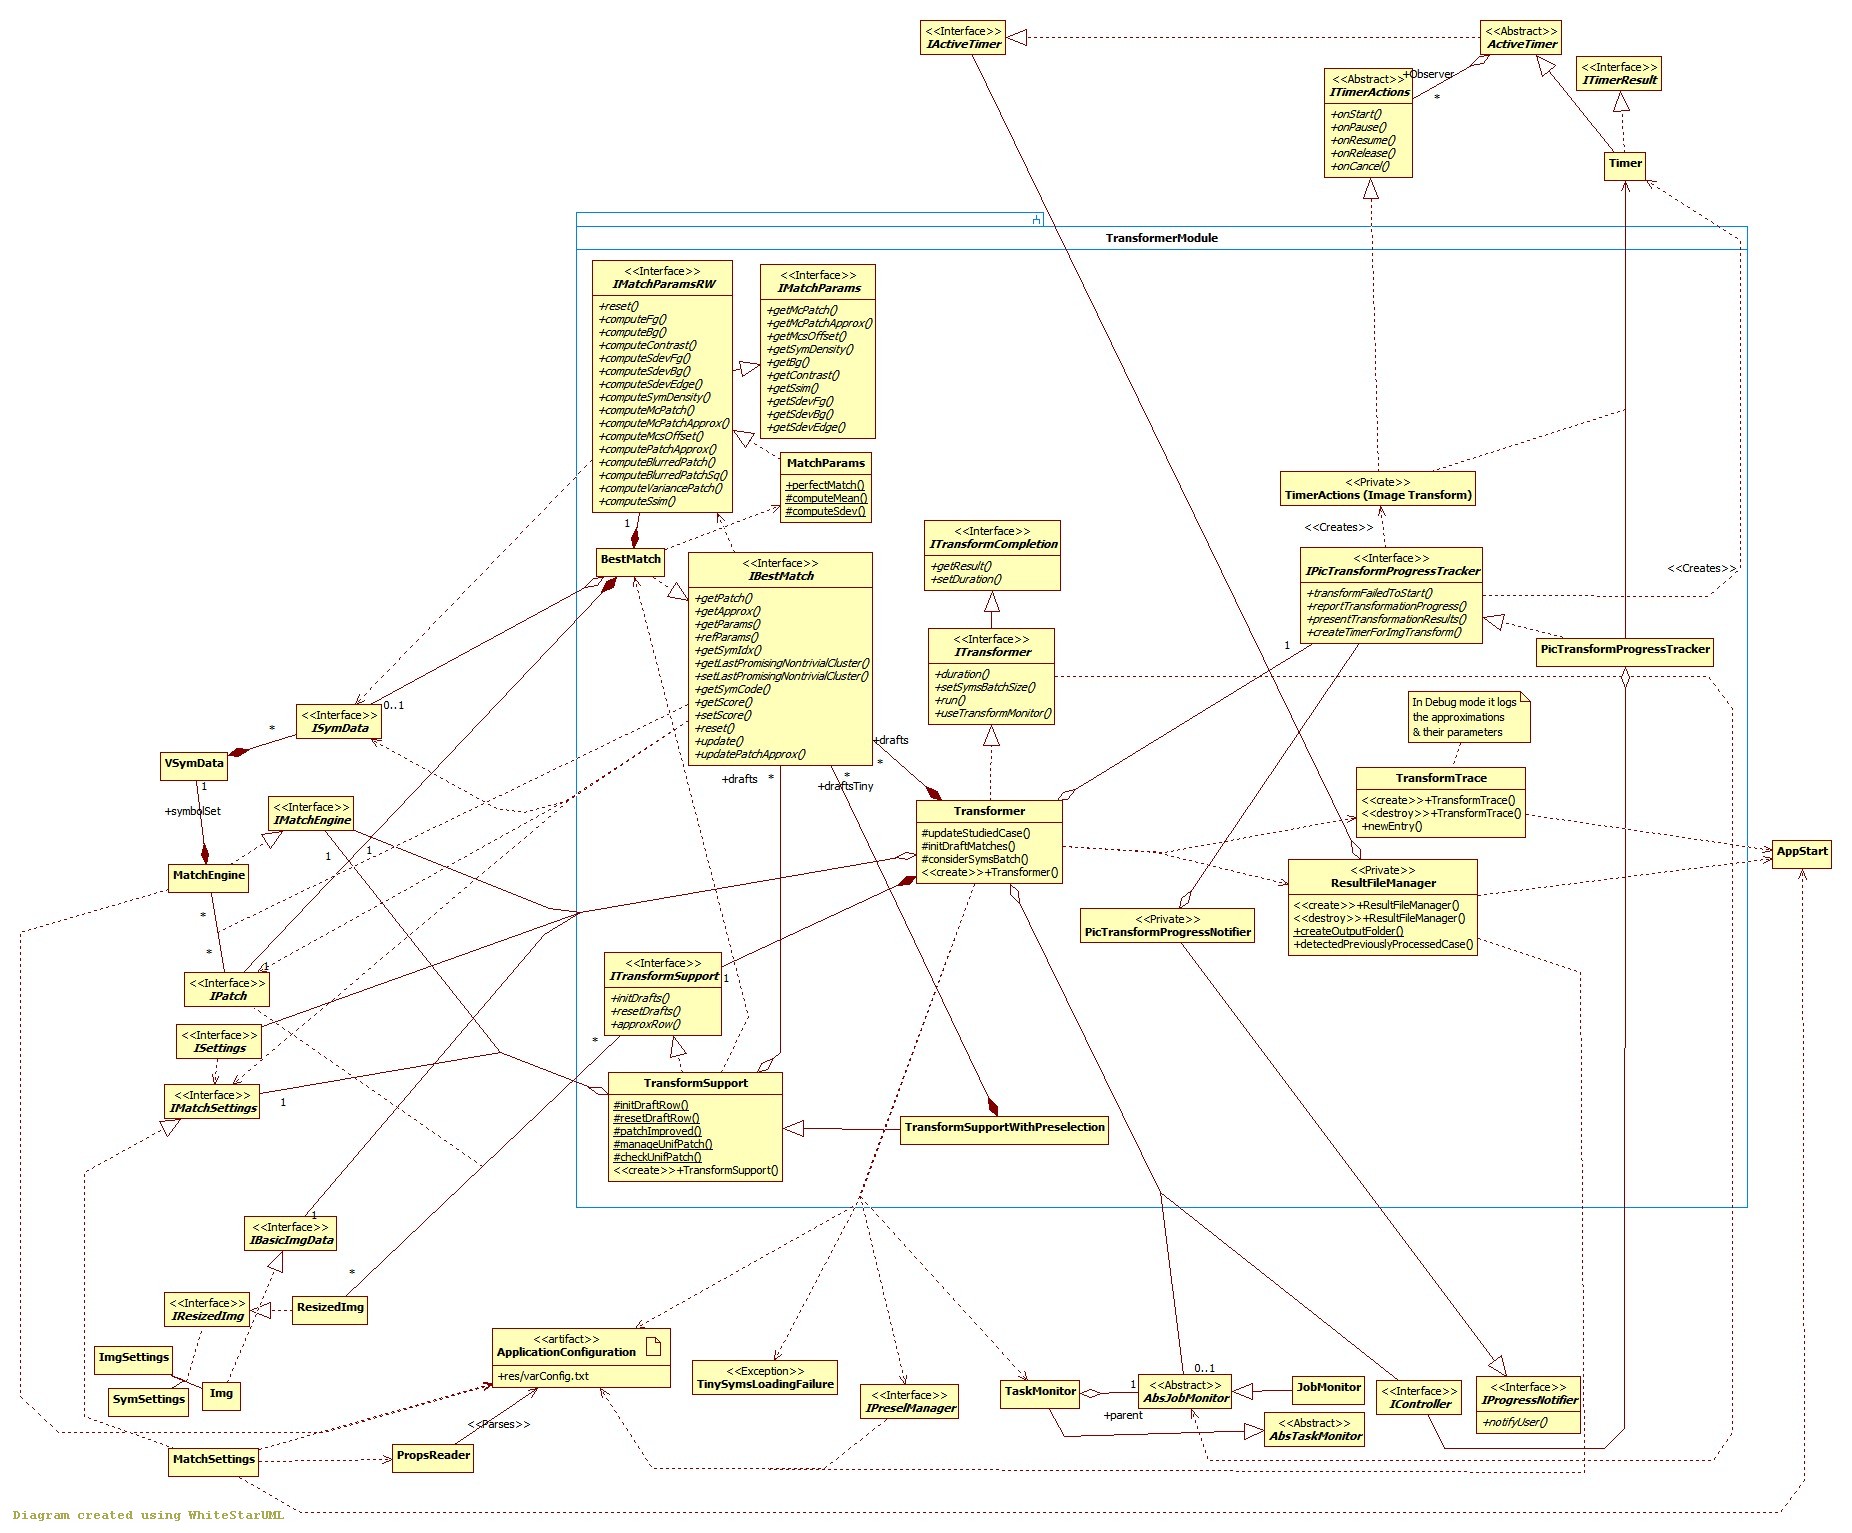 <<Interface>>
IActiveTimer
<<Abstract>>
ActiveTimer
<<Interface>>
ITimerResult
<<Abstract>>
ITimerActions
+onStart()
+onPause()
+onResume()
+onRelease()
+onCancel()
+Observer
*
Timer
TransformerModule
<<Interface>>
IMatchParamsRW
+reset()
+computeFg()
+computeBg()
+computeContrast()
+computeSdevFg()
+computeSdevBg()
+computeSdevEdge()
+computeSymDensity()
+computeMcPatch()
+computeMcPatchApprox()
+computeMcsOffset()
+computePatchApprox()
+computeBlurredPatch()
+computeBlurredPatchSq()
+computeVariancePatch()
+computeSsim()
<<Interface>>
IMatchParams
+getMcPatch()
+getMcPatchApprox()
+getMcsOffset()
+getSymDensity()
+getBg()
+getContrast()
+getSsim()
+getSdevFg()
+getSdevBg()
+getSdevEdge()
MatchParams
+perfectMatch()
#computeMean()
#computeSdev()
1
BestMatch
<<Interface>>
IBestMatch
+getPatch()
+getApprox()
+getParams()
+refParams()
+getSymIdx()
+getLastPromisingNontrivialCluster()
+setLastPromisingNontrivialCluster()
+getSymCode()
+getScore()
+setScore()
+reset()
+update()
+updatePatchApprox()
<<Interface>>
ITransformCompletion
+getResult()
+setDuration()
<<Interface>>
ITransformer
+duration()
+setSymsBatchSize()
+run()
+useTransformMonitor()
<<Private>>
TimerActions (Image Transform)
<<Creates>>
<<Interface>>
IPicTransformProgressTracker
+transformFailedToStart()
+reportTransformationProgress()
+presentTransformationResults()
+createTimerForImgTransform()
<<Creates>>
1
PicTransformProgressTracker
In Debug mode it logs
the approximations
& their parameters
TransformTrace
<<create>>+TransformTrace()
<<destroy>>+TransformTrace()
+newEntry()
<<Private>>
ResultFileManager
<<create>>+ResultFileManager()
<<destroy>>+ResultFileManager()
+createOutputFolder()
+detectedPreviouslyProcessedCase()
AppStart
<<Interface>>
ISymData
0..1
*
VSymData
1
+symbolSet
<<Interface>>
IMatchEngine
MatchEngine
1
1
*
*
+drafts
*
+drafts
*
*
+draftsTiny
Transformer
#updateStudiedCase()
#initDraftMatches()
#considerSymsBatch()
<<create>>+Transformer()
<<Private>>
PicTransformProgressNotifier
<<Interface>>
IPatch
1
<<Interface>>
ISettings
<<Interface>>
IMatchSettings
1
<<Interface>>
ITransformSupport
+initDrafts()
+resetDrafts()
+approxRow()
1
*
TransformSupport
#initDraftRow()
#resetDraftRow()
#patchImproved()
#manageUnifPatch()
#checkUnifPatch()
<<create>>+TransformSupport()
TransformSupportWithPreselection
1
<<Interface>>
IBasicImgData
*
<<Interface>>
IResizedImg
ResizedImg
ImgSettings
SymSettings
Img
<<artifact>>
ApplicationConfiguration
+res/varConfig.txt
<<Parses>>
MatchSettings
PropsReader
<<Exception>>
TinySymsLoadingFailure
<<Interface>>
IPreselManager
TaskMonitor
1
+parent
0..1
<<Abstract>>
AbsJobMonitor
JobMonitor
<<Abstract>>
AbsTaskMonitor
<<Interface>>
IController
<<Interface>>
IProgressNotifier
+notifyUser()
Diagram created using WhiteStarUML